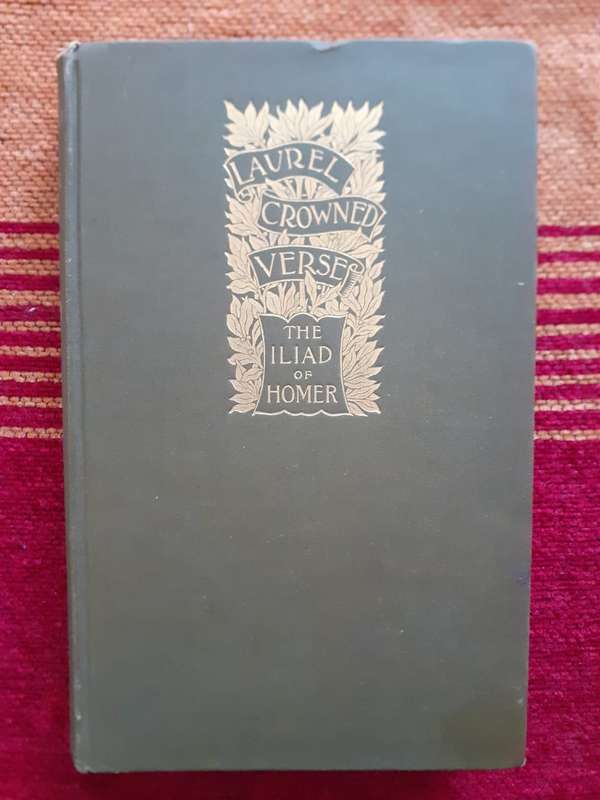 LAUREL
CROWNED
VERSE
THE
ILIAD
OF
HOMER